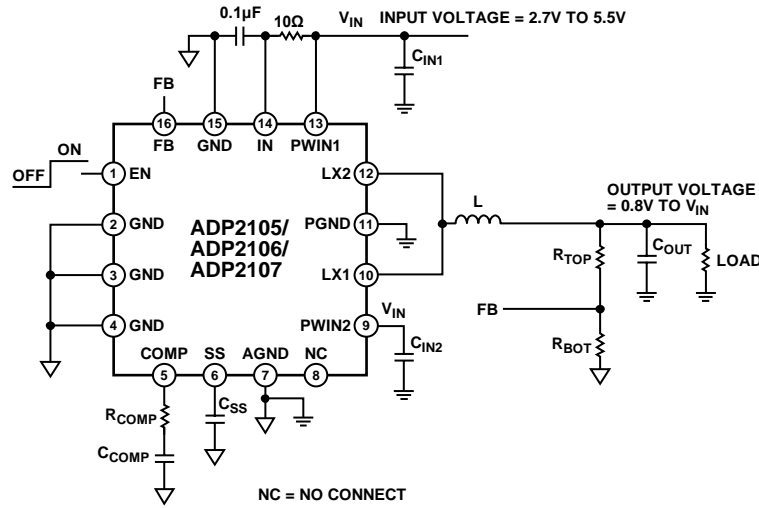 0.1µF
10Ω
VIN
INPUT VOLTAGE = 2.7V TO 5.5V
CIN1
FB
16
15
14
13
FB
GND
IN
PWIN1
ON
OFF
1
EN
LX2
12
2
GND
ADP2105/
ADP2106/
ADP2107
PGND
11
3
GND
LX1
10
4
GND
PWIN2
9
VIN
CIN2
L
OUTPUT VOLTAGE
= 0.8V TO VIN
RTOP
COUT
LOAD
FB
RBOT
COMP
SS
AGND
NC
5
6
7
8
RCOMP
CSS
CCOMP
NC = NO CONNECT